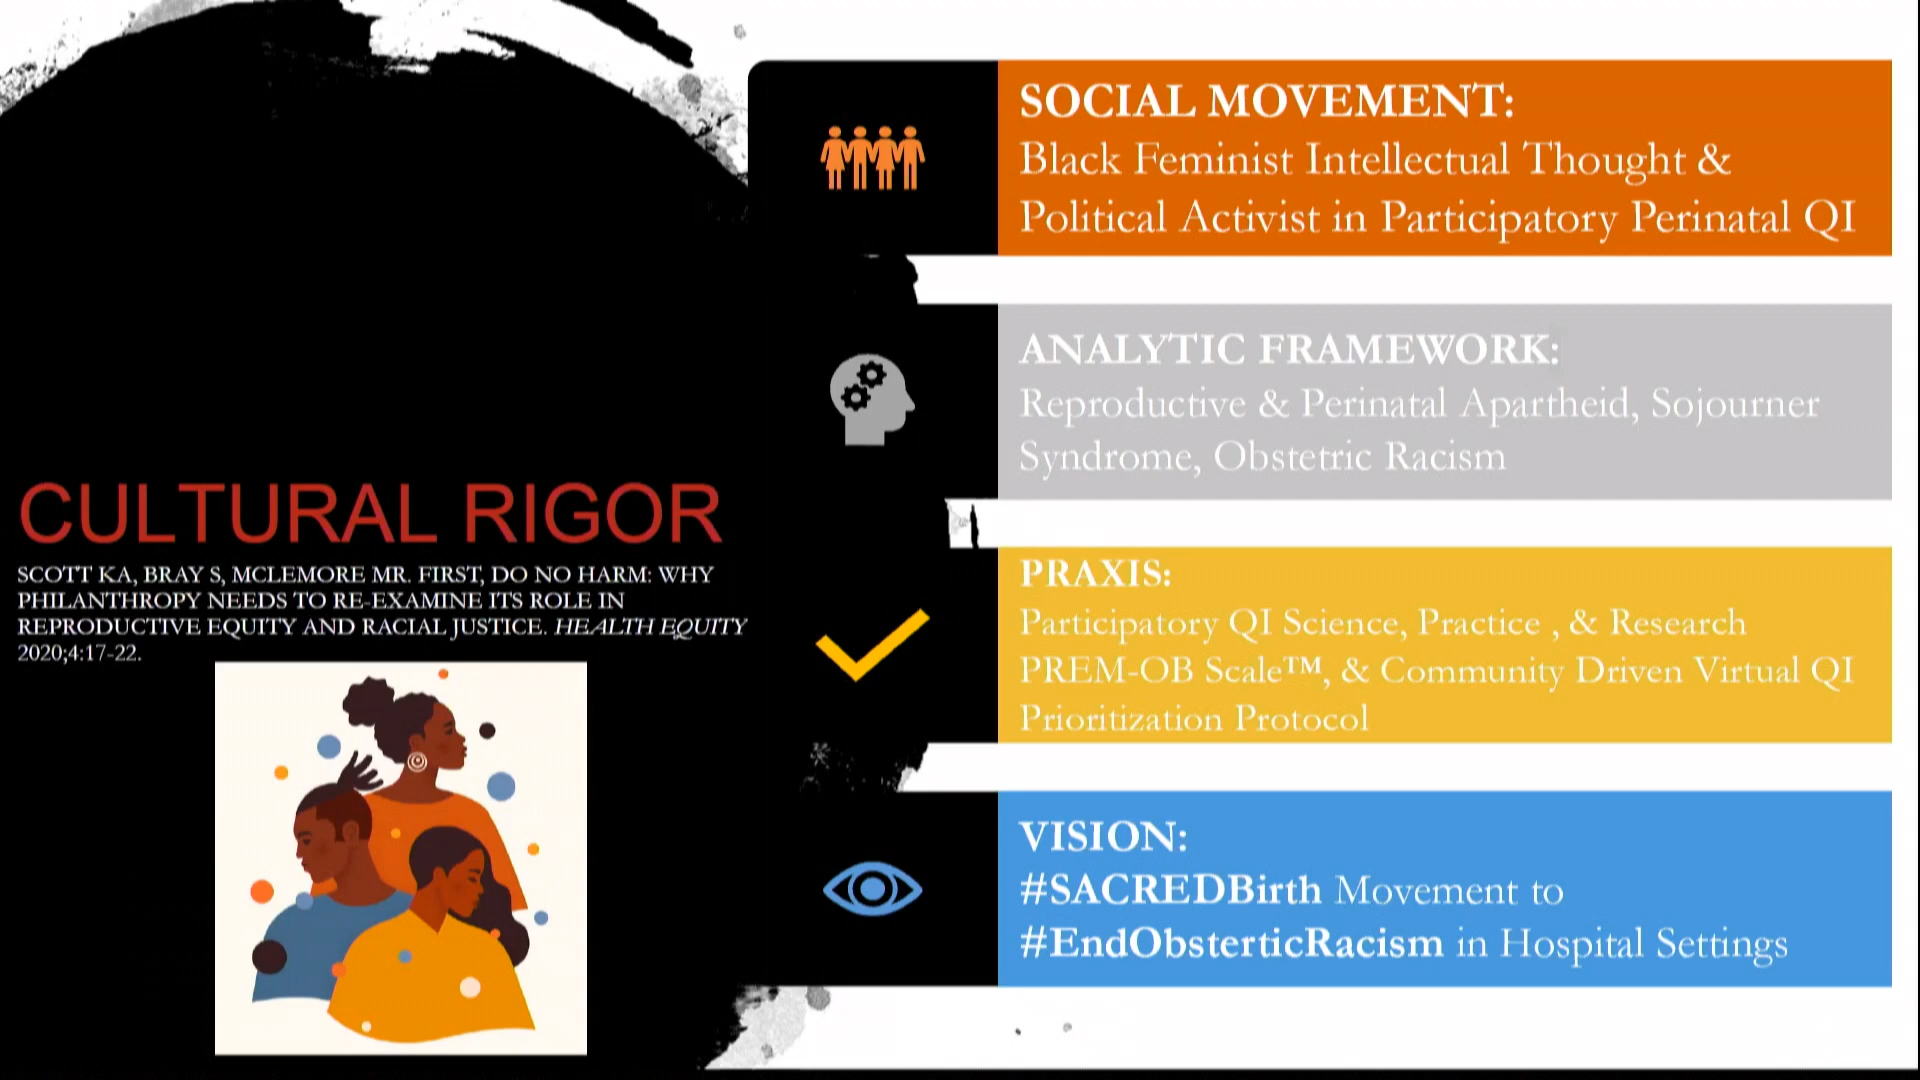 CULTURAL RIGOR
SCOTT KA, BRAY S, MCLEMORE MR. FIRST, DO NO HARM: WHY
PHILANTHROPY NEEDS TO RE-EXAMINE ITS ROLE IN
REPRODUCTIVE EQUITY AND RACIAL JUSTICE. HEALTH EQUITY
2020;4:17-22.
SOCIAL MOVEMENT:
Black Feminist Intellectual Thought &
Political Activist in Participatory Perinatal QI
ANALYTIC FRAMEWORK:
Reproductive & Perinatal Apartheid, Sojourner
Syndrome, Obstetric Racism
PRAXIS:
Participatory QI Science, Practice , & Research
PREM-OB Scale™, & Community Driven Virtual QI
Prioritization Protocol
VISION:
#SACREDBirth Movement to
#EndObsterticRacism in Hospital Settings